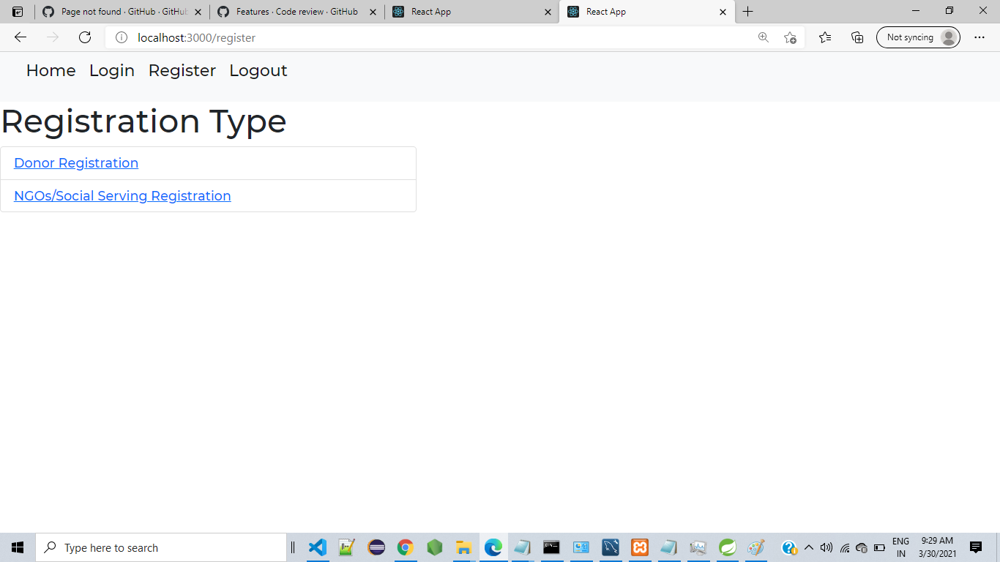 Page not found · GitHub · GitHub
Features · Code review · GitHub
React App
React App
localhost:3000/register
Not syncing
Home Login Register Logout
Registration Type
Donor Registration
NGOs/Social Serving Registration
Type here to search
ENG
IN
9:29 AM
3/30/2021